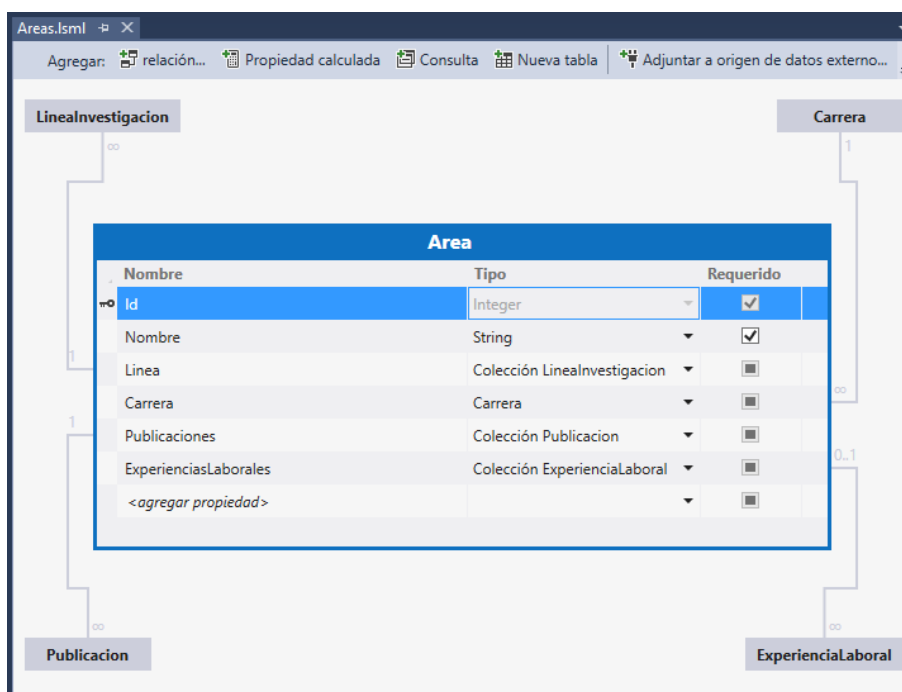 Areas.lsml
Agregar: relación... Propiedad calculada Consulta Nueva tabla Adjuntar a origen de datos externo...
LineaInvestigacion Carrera
∞ 1
Area
Nombre Tipo Requerido
Id Integer
Nombre String
1 Linea Colección LineaInvestigacion
Carrera Carrera ∞
1 Publicaciones Colección Publicacion
ExperienciasLaborales Colección ExperienciaLaboral 0..1
<agregar propiedad>
∞ ∞
Publicacion ExperienciaLaboral